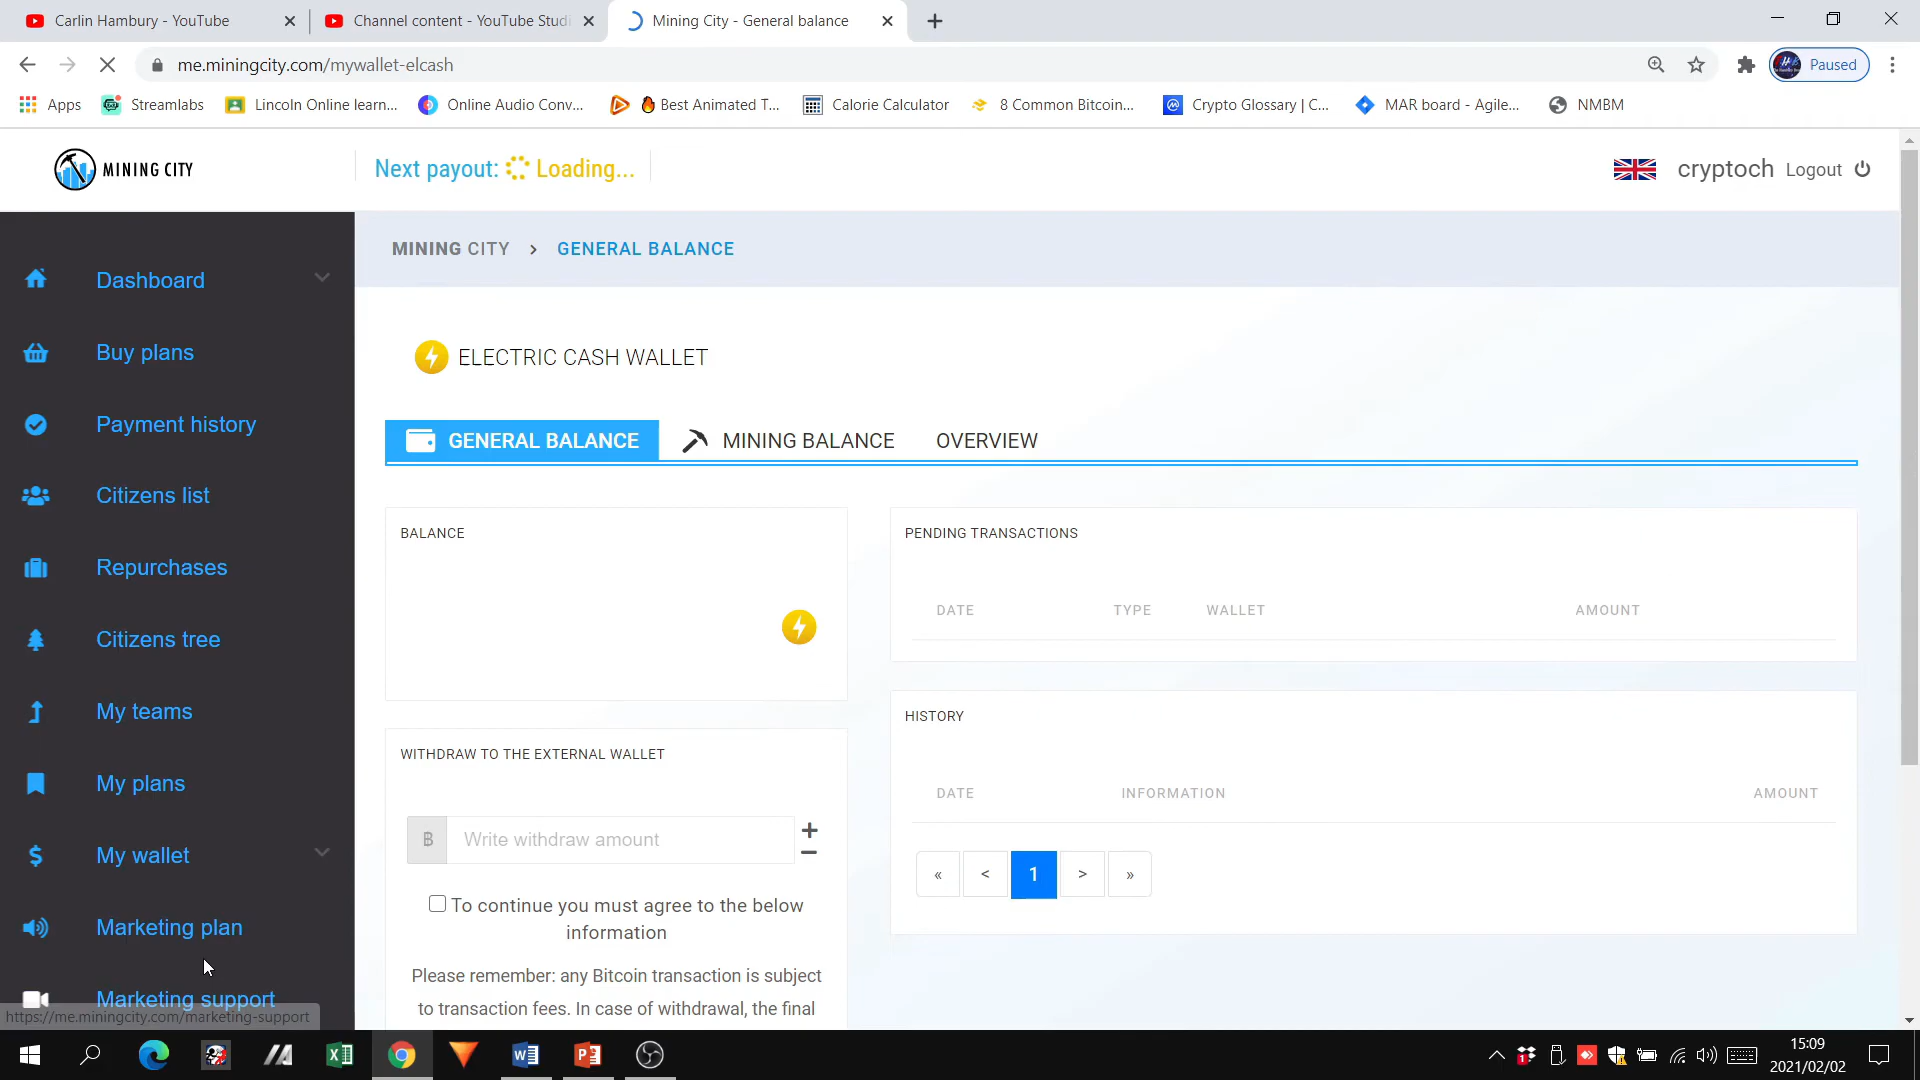 Carlin Hambury - YouTube
Channel content - YouTube Studi
Mining City - General balance
me.miningcity.com/mywallet-elcash
Paused
Apps
Streamlabs
Lincoln Online learn...
Online Audio Conv...
Best Animated T...
Calorie Calculator
8 Common Bitcoin...
Crypto Glossary | C...
MAR board - Agile...
NMBM
MINING CITY
Next payout: Loading...
cryptoch Logout
MINING CITY > GENERAL BALANCE
Dashboard
Buy plans
Payment history
Citizens list
Repurchases
Citizens tree
My teams
My plans
My wallet
Marketing plan
Marketing support
https://me.miningcity.com/marketing-support
ELECTRIC CASH WALLET
GENERAL BALANCE
MINING BALANCE
OVERVIEW
BALANCE
WITHDRAW TO THE EXTERNAL WALLET
Write withdraw amount
To continue you must agree to the below
information
Please remember: any Bitcoin transaction is subject
to transaction fees. In case of withdrawal, the final
PENDING TRANSACTIONS
DATE TYPE WALLET AMOUNT
HISTORY
DATE INFORMATION AMOUNT
« < 1 > »
15:09
2021/02/02